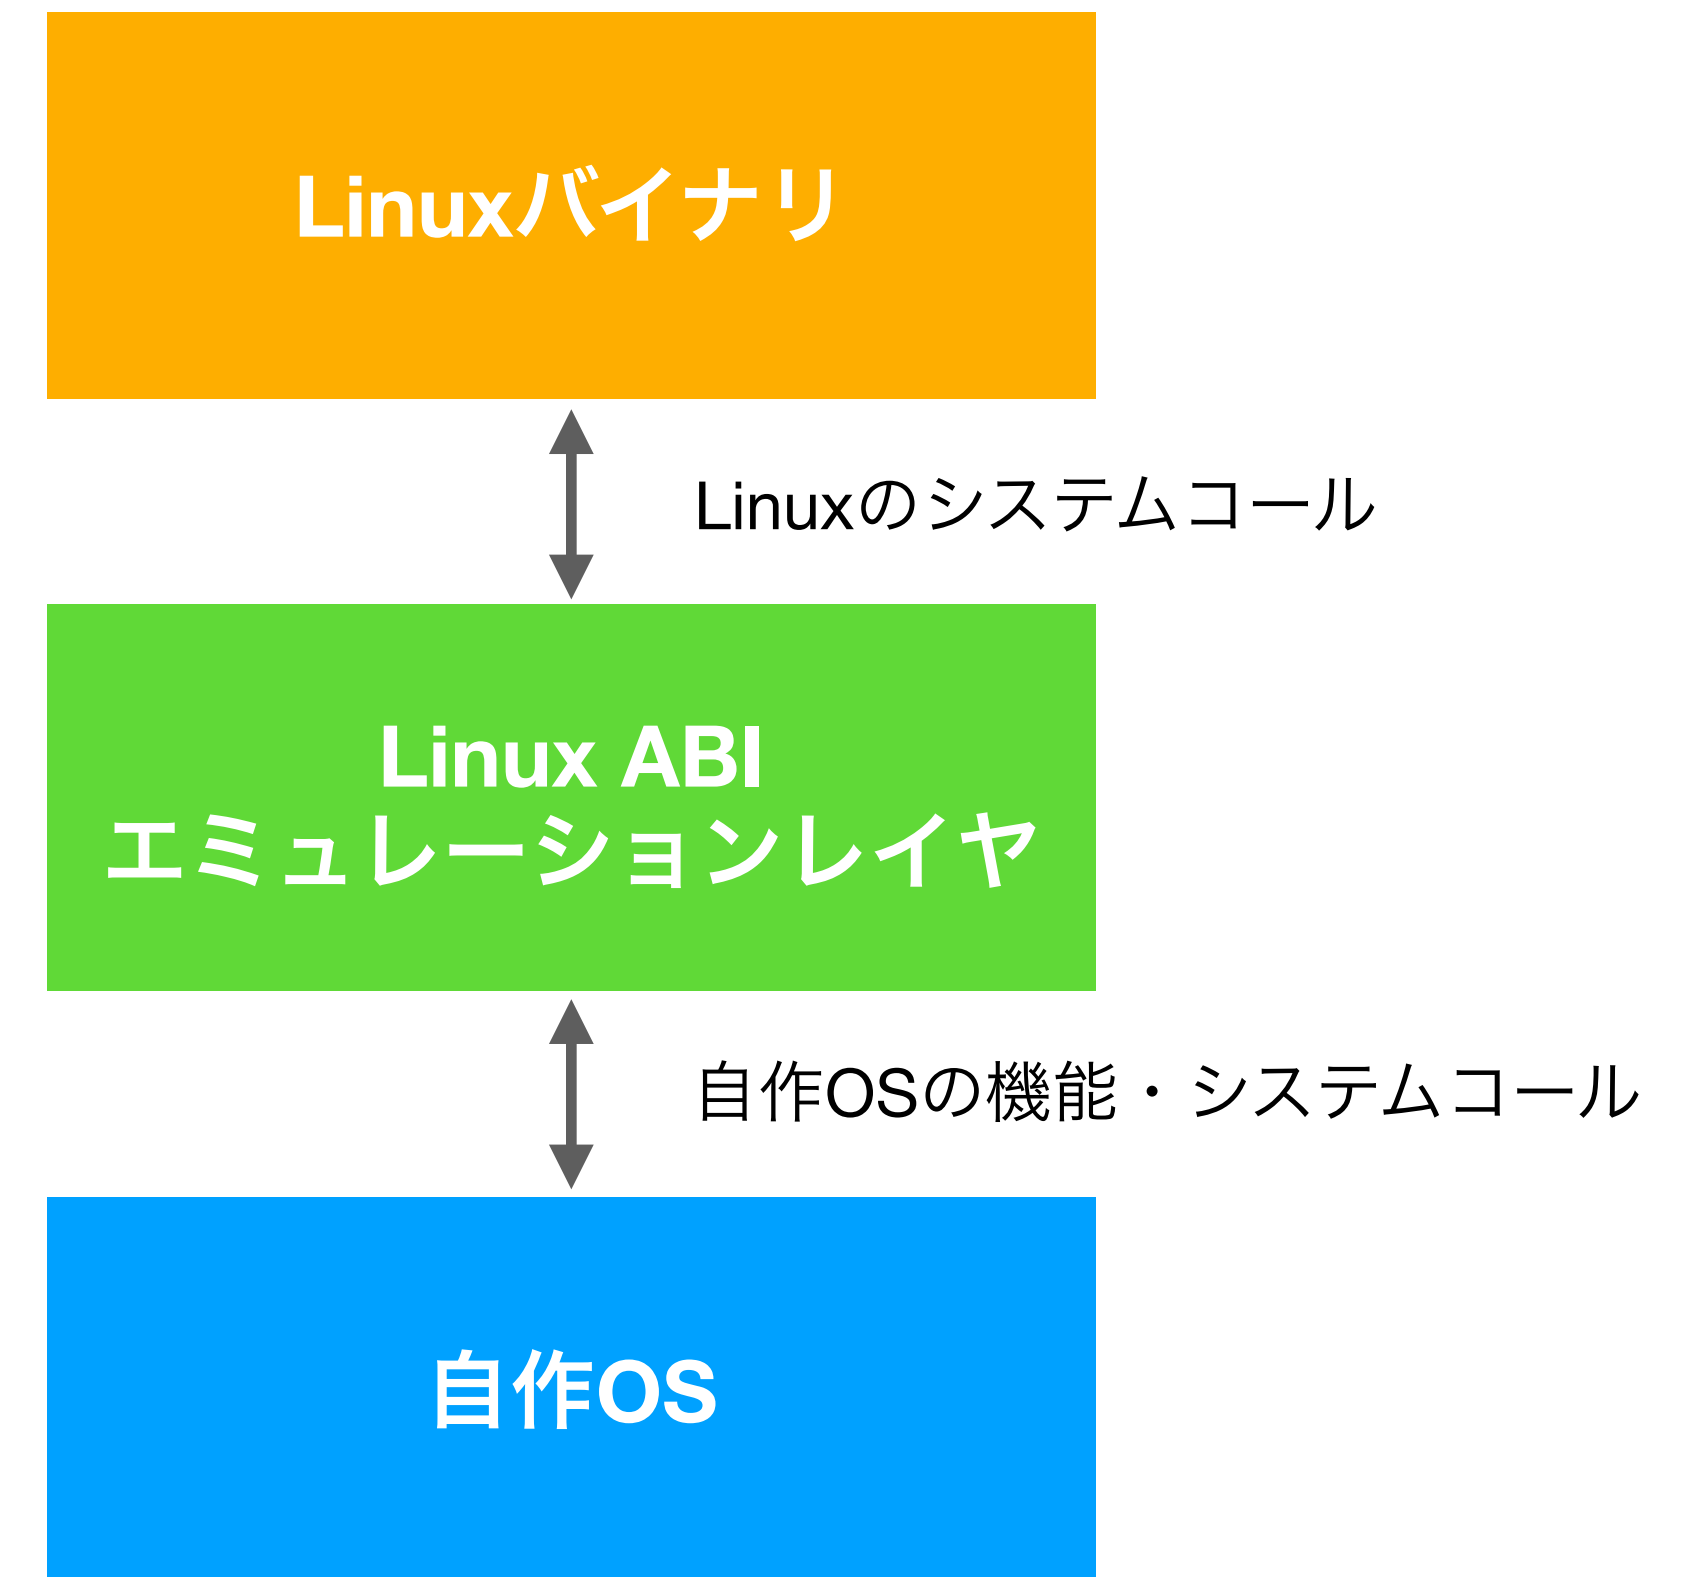 Linuxバイナリ
Linuxのシステムコール
Linux ABI
エミュレーションレイヤ
自作OSの機能・システムコール
自作OS